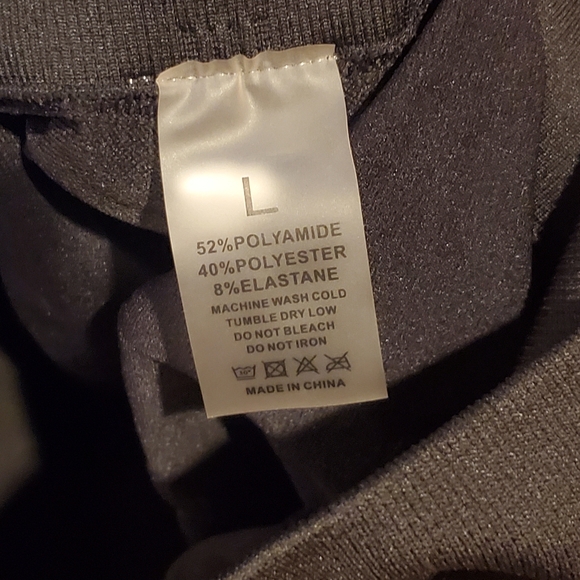 L
52%POLYAMIDE
40%POLYESTER
8%ELASTANE
MACHINE WASH COLD
TUMBLE DRY LOW
DO NOT BLEACH
DO NOT IRON
MADE IN CHINA